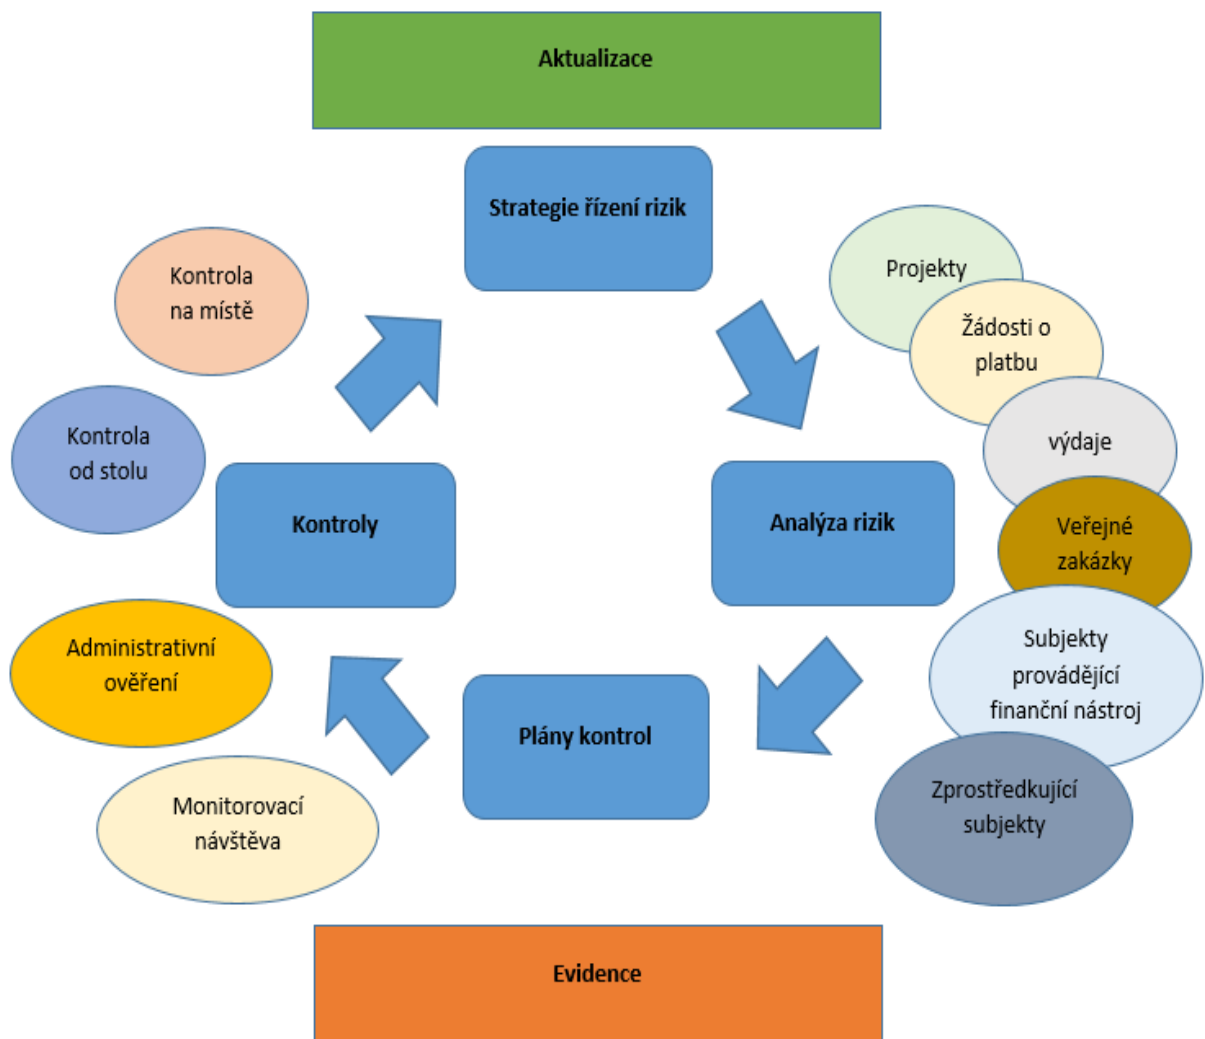 Aktualizace
Strategie řízení rizik
Projekty
Kontrola
na místě
Žádosti o
platbu
Kontrola
od stolu
výdaje
Kontroly
Analýza rizik
Veřejné
zakázky
Administrativní
ověření
Subjekty
provádějící
finanční nástroj
Plány kontrol
Monitorovací
návštěva
Zprostředkující
subjekty
Evidence